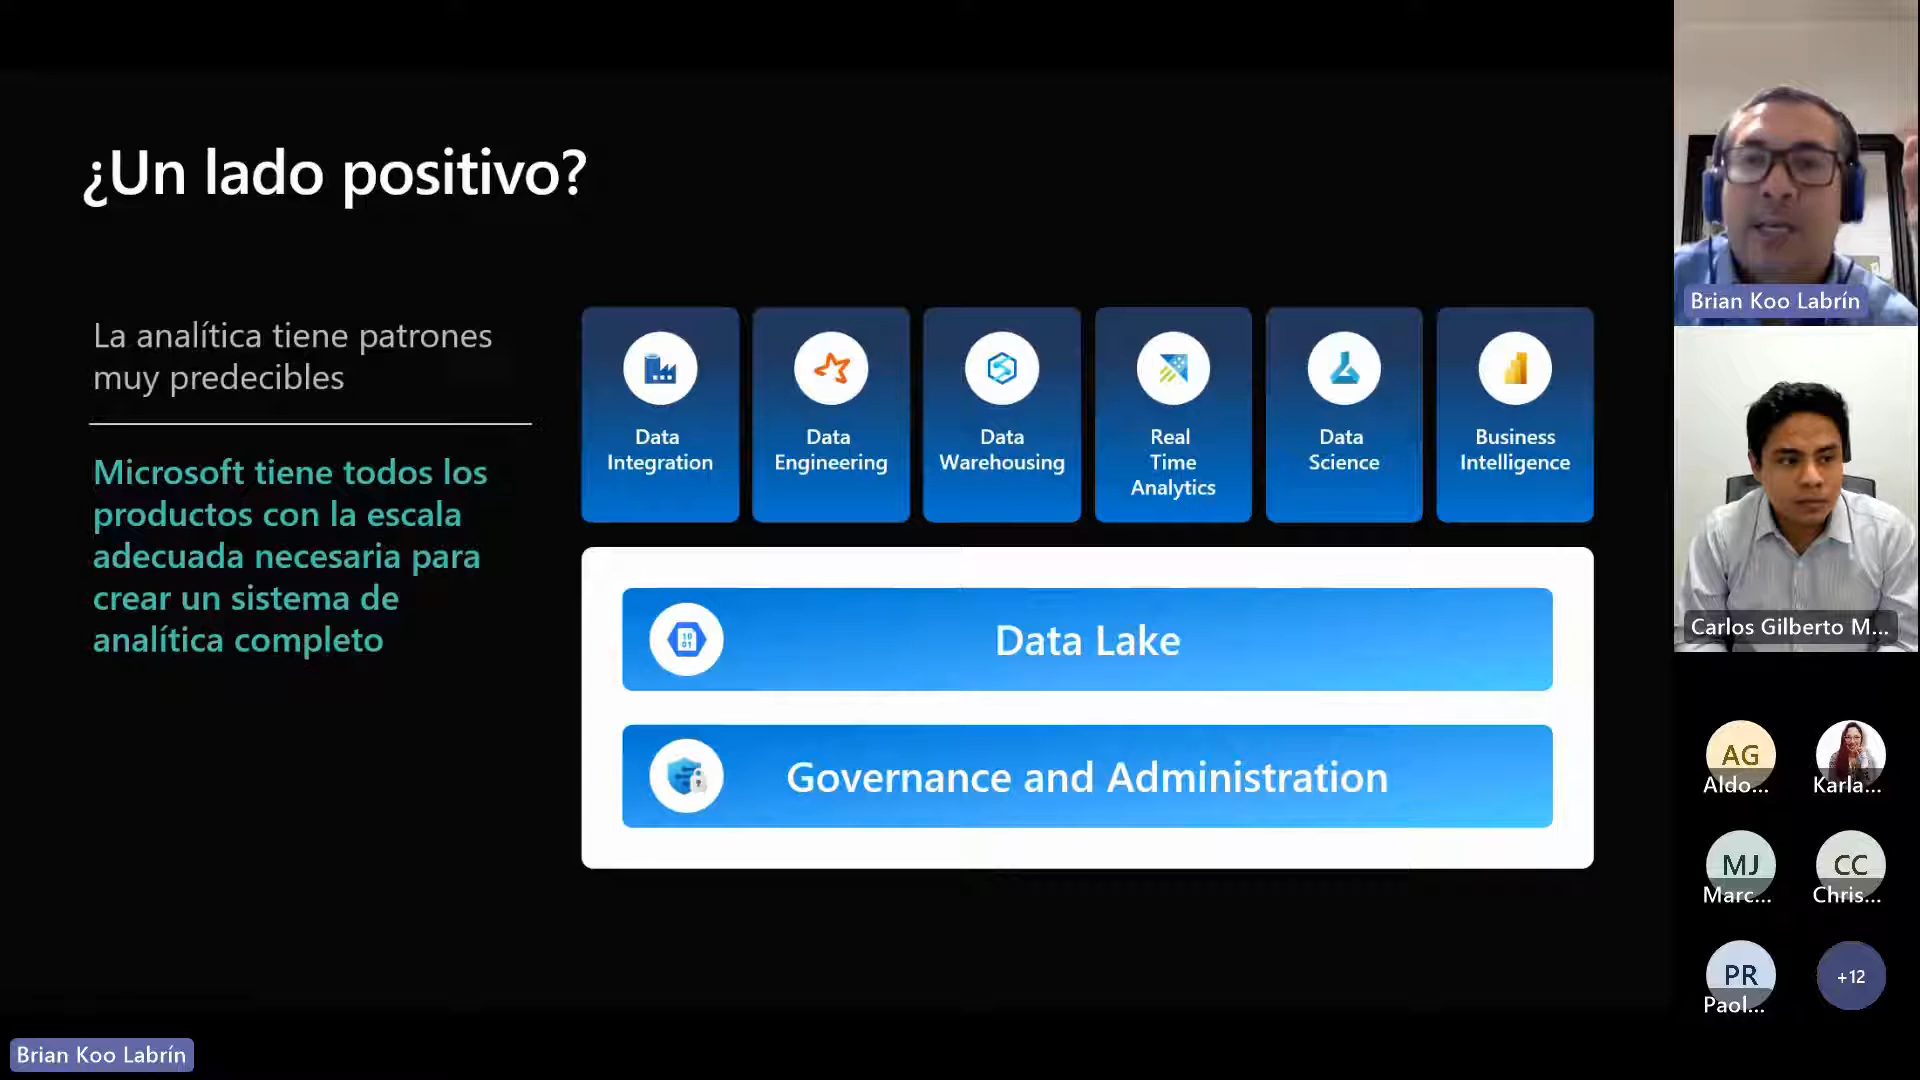 ¿Un lado positivo?
La analítica tiene patrones
muy predecibles
Microsoft tiene todos los
productos con la escala
adecuada necesaria para
crear un sistema de
analítica completo
Data
Integration
Data
Engineering
Data
Warehousing
Real
Time
Analytics
Data
Science
Business
Intelligence
10
01
Data Lake
Governance and Administration
Brian Koo Labrín
Carlos Gilberto M...
AG
Aldo...
Karla...
MJ
Marc...
CC
Chris...
PR
Paol...
+12
Brian Koo Labrín